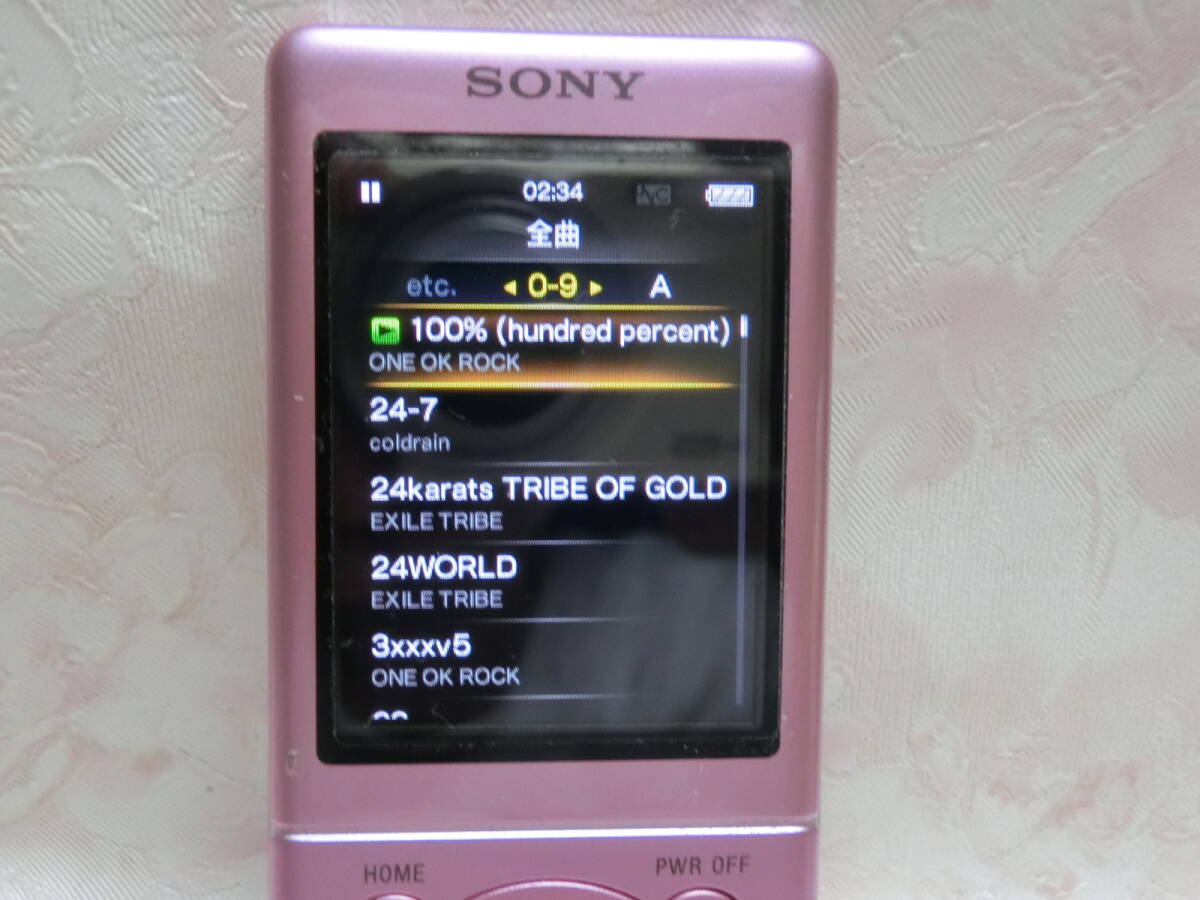 SONY
02:34 NC
全曲
etc. 0-9 A
100% (hundred percent)
ONE OK ROCK
24-7
coldrain
24karats TRIBE OF GOLD
EXILE TRIBE
24WORLD
EXILE TRIBE
3xxxv5
ONE OK ROCK
HOME PWR OFF